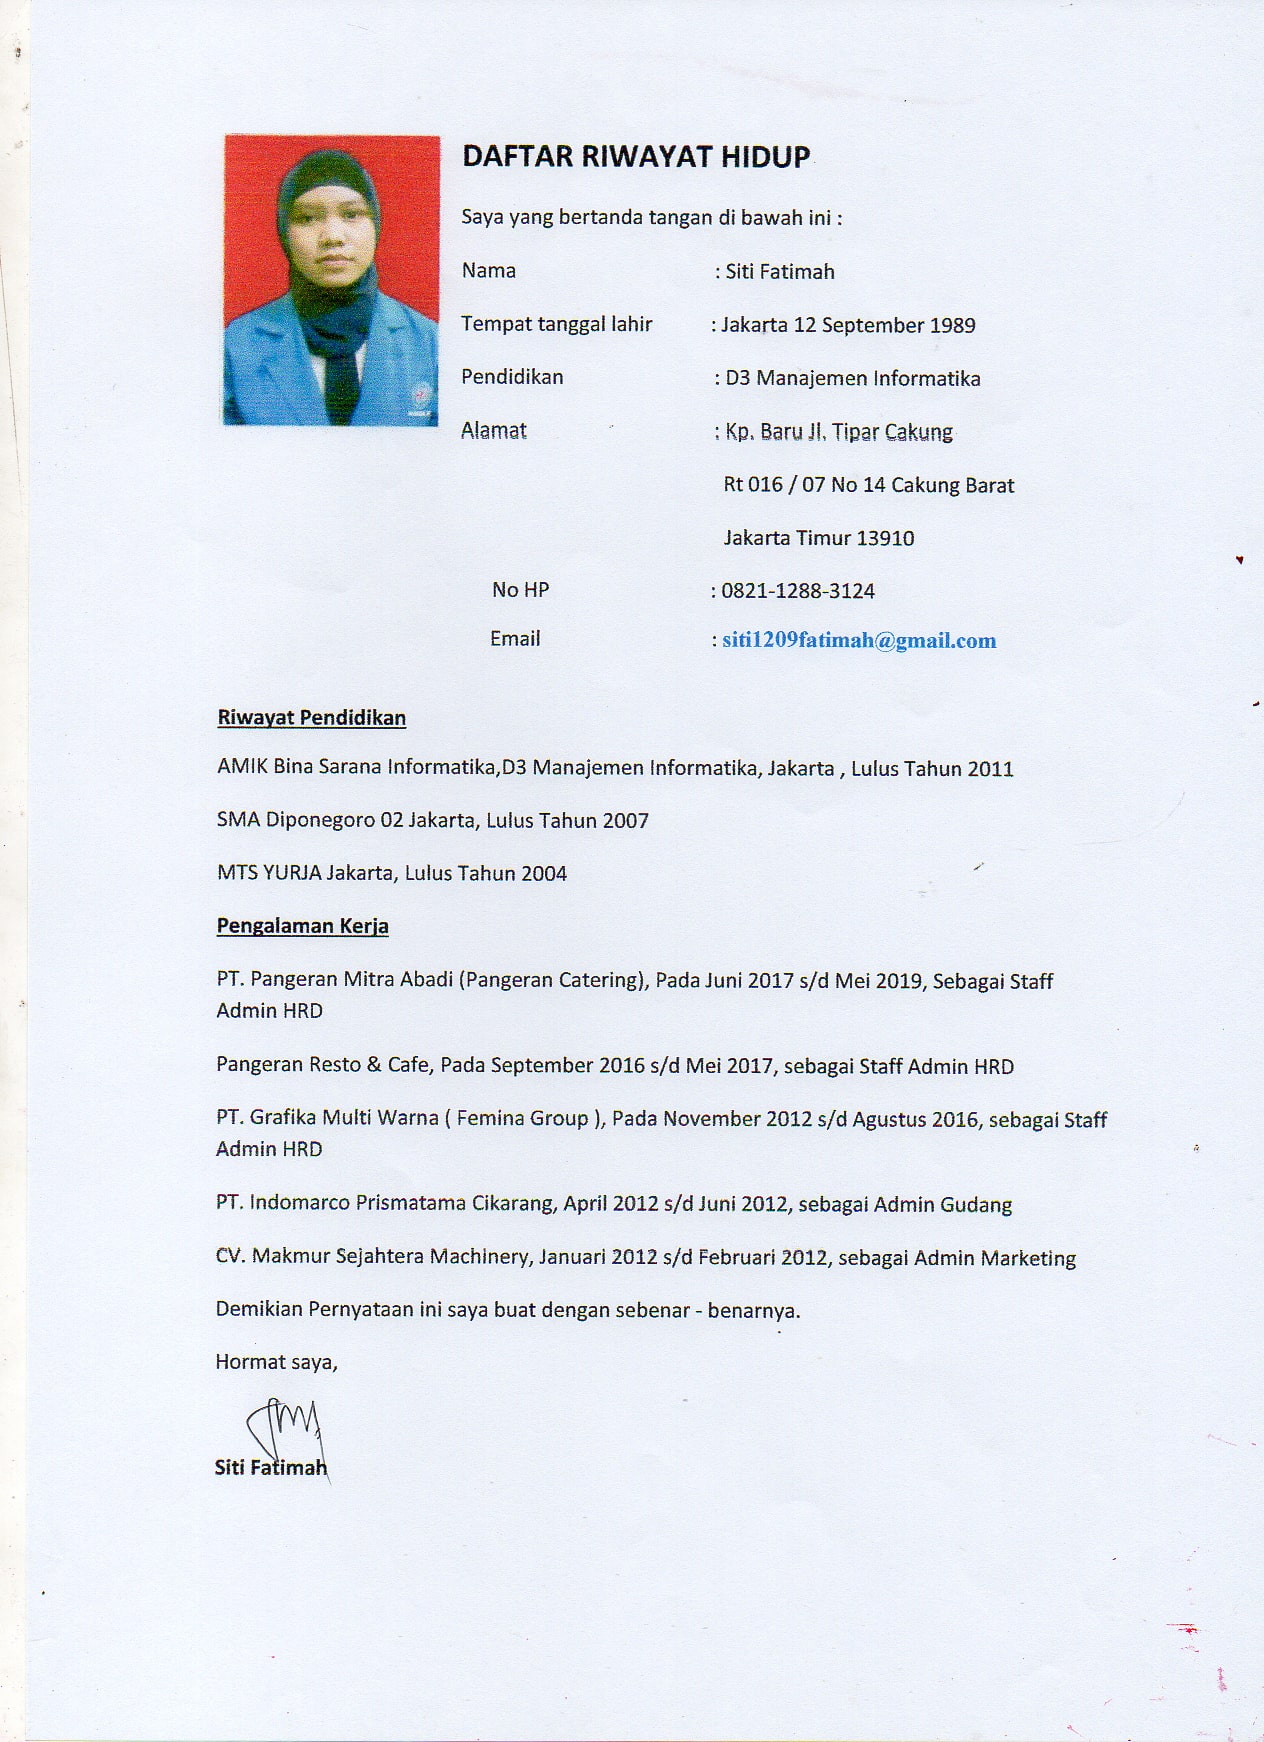 DAFTAR RIWAYAT HIDUP
Saya yang bertanda tangan di bawah ini :
Nama : Siti Fatimah
Tempat tanggal lahir : Jakarta 12 September 1989
Pendidikan : D3 Manajemen Informatika
Alamat : Kp. Baru Jl. Tipar Cakung
Rt 016 / 07 No 14 Cakung Barat
Jakarta Timur 13910
No HP : 0821-1288-3124
Email : siti1209fatimah@gmail.com
Riwayat Pendidikan
AMIK Bina Sarana Informatika,D3 Manajemen Informatika, Jakarta , Lulus Tahun 2011
SMA Diponegoro 02 Jakarta, Lulus Tahun 2007
MTS YURJA Jakarta, Lulus Tahun 2004
Pengalaman Kerja
PT. Pangeran Mitra Abadi (Pangeran Catering), Pada Juni 2017 s/d Mei 2019, Sebagai Staff
Admin HRD
Pangeran Resto & Cafe, Pada September 2016 s/d Mei 2017, sebagai Staff Admin HRD
PT. Grafika Multi Warna ( Femina Group ), Pada November 2012 s/d Agustus 2016, sebagai Staff
Admin HRD
PT. Indomarco Prismatama Cikarang, April 2012 s/d Juni 2012, sebagai Admin Gudang
CV. Makmur Sejahtera Machinery, Januari 2012 s/d Februari 2012, sebagai Admin Marketing
Demikian Pernyataan ini saya buat dengan sebenar - benarnya.
Hormat saya,
Siti Fatimah